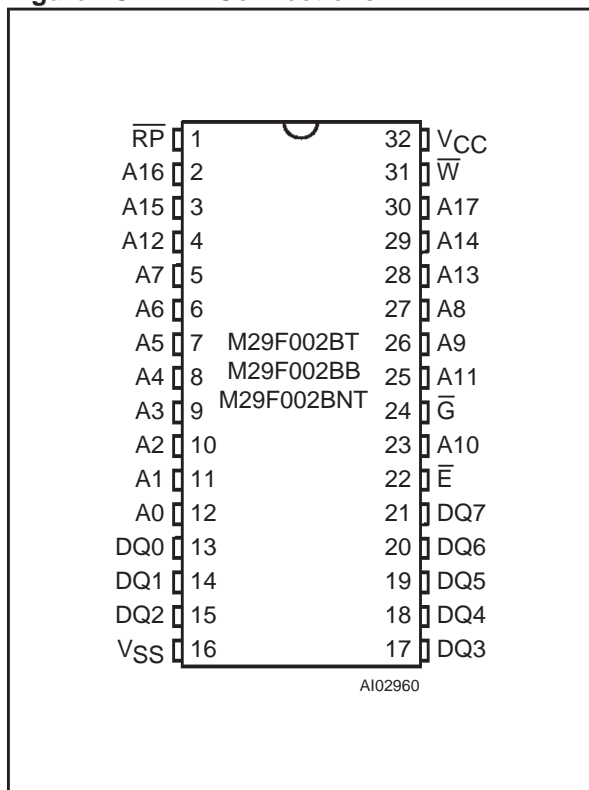 R̅P̅ 1 32 VCC
A16 2 31 W̅
A15 3 30 A17
A12 4 29 A14
A7 5 28 A13
A6 6 27 A8
A5 7 M29F002BT 26 A9
A4 8 M29F002BB 25 A11
A3 9 M29F002BNT 24 G̅
A2 10 23 A10
A1 11 22 E̅
A0 12 21 DQ7
DQ0 13 20 DQ6
DQ1 14 19 DQ5
DQ2 15 18 DQ4
VSS 16 17 DQ3
AI02960